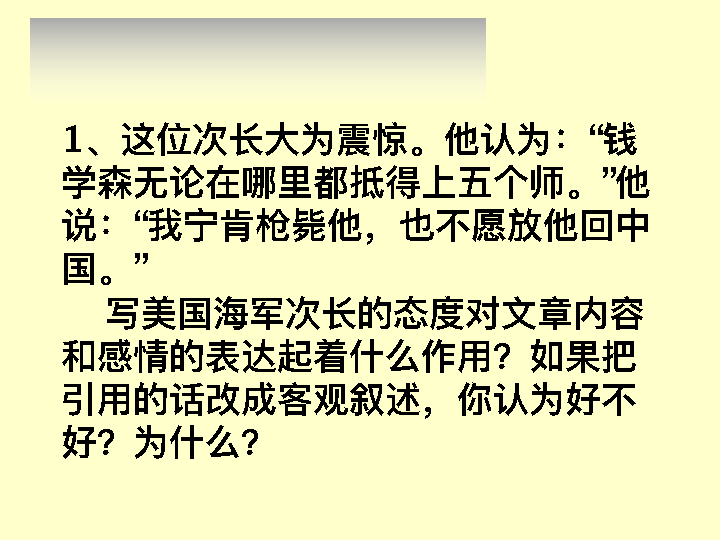 1、这位次长大为震惊。他认为：“钱
学森无论在哪里都抵得上五个师。”他
说：“我宁肯枪毙他，也不愿放他回中
国。”
写美国海军次长的态度对文章内容
和感情的表达起着什么作用？如果把
引用的话改成客观叙述，你认为好不
好？为什么？